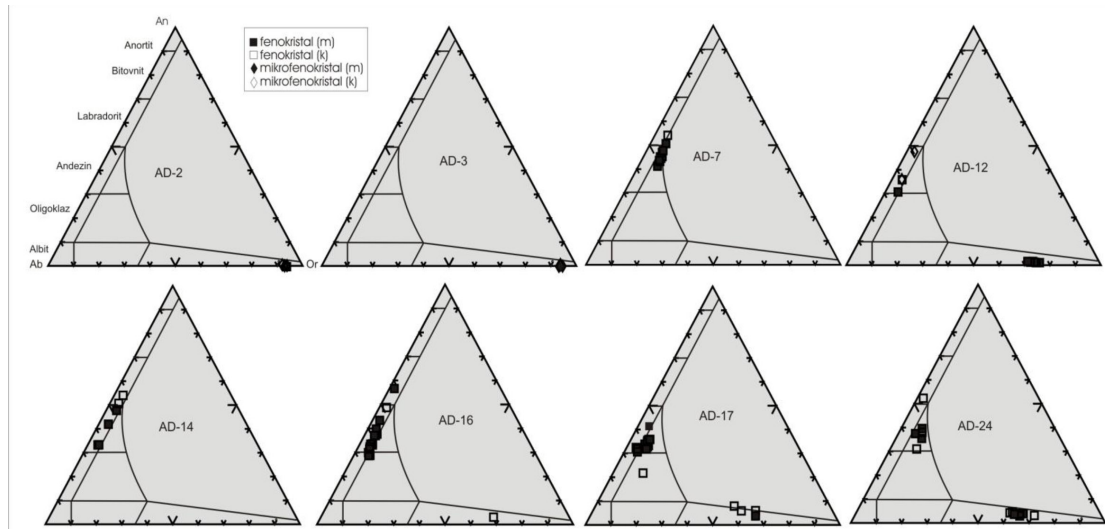 An
Anortit
Bitovnit
Labradorit
Andezin
Oligoklaz
Albit
Ab
Or
fenokristal (m)
fenokristal (k)
mikrofenokristal (m)
mikrofenokristal (k)
AD-2
AD-3
AD-7
AD-12
AD-14
AD-16
AD-17
AD-24